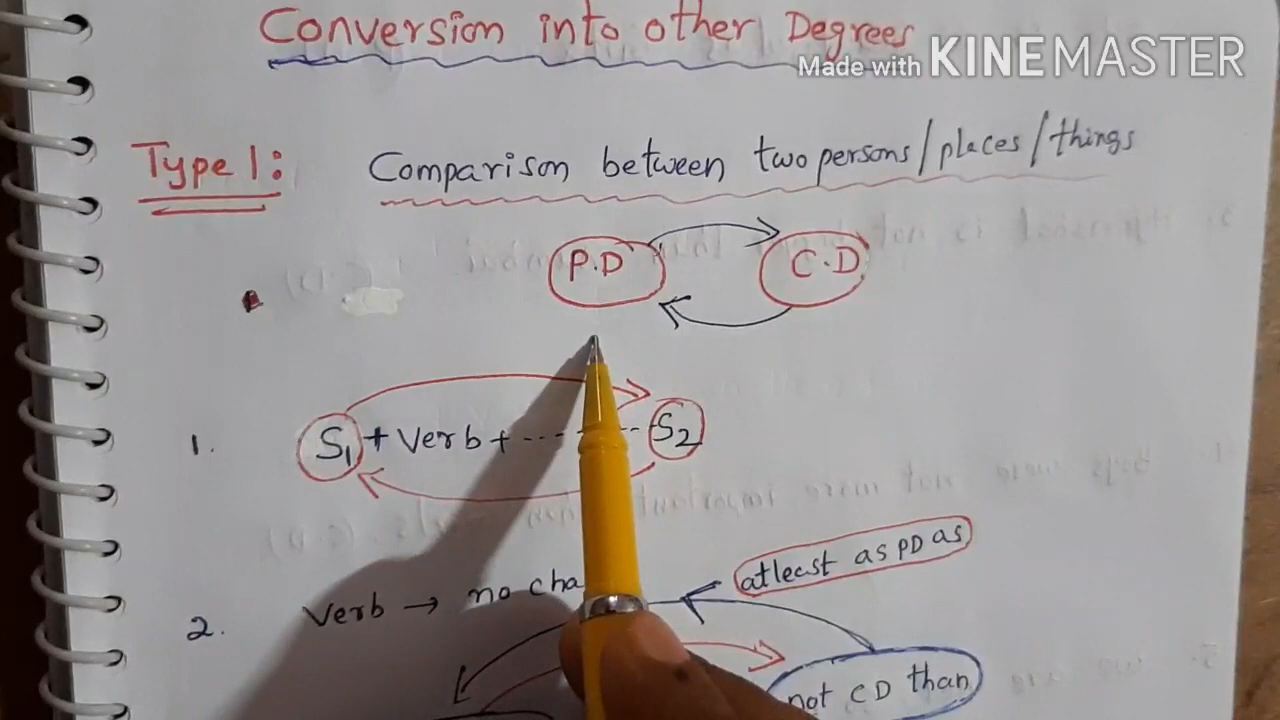 Conversion into other Degrees
Made with KINEMASTER
Type 1: Comparison between two persons/places/things
P.D C.D
1. S1 + Verb + --- -- S2
atleast as PD as
2. Verb → no
not CD than